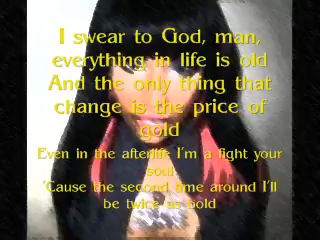 I swear to God, man,
everything in life is old
And the only thing that
change is the price of
gold
Even in the afterlife I'm a fight your
soul
'Cause the second time around I'll
be twice as bold